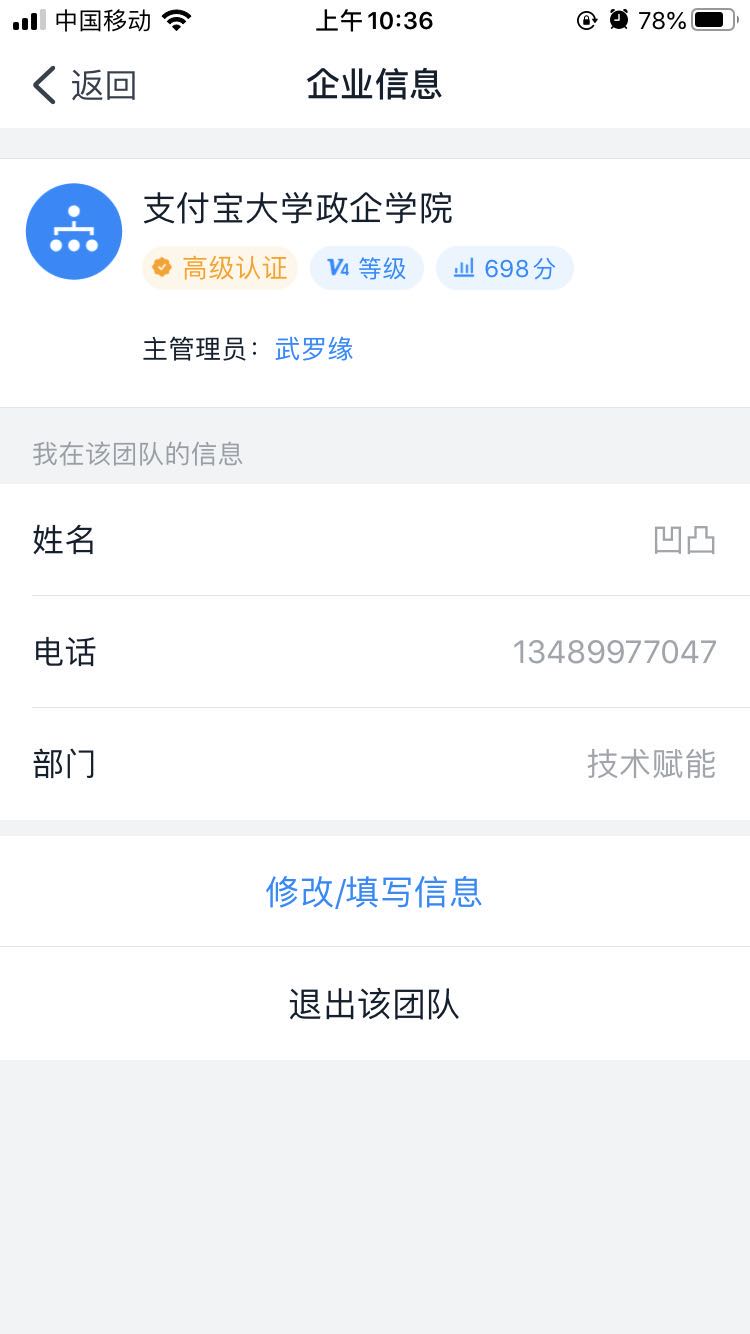 中国移动 上午10:36 78%
返回 企业信息
支付宝大学政企学院
高级认证 V4 等级 698分
主管理员：武罗缘
我在该团队的信息
姓名 凹凸
电话 13489977047
部门 技术赋能
修改/填写信息
退出该团队